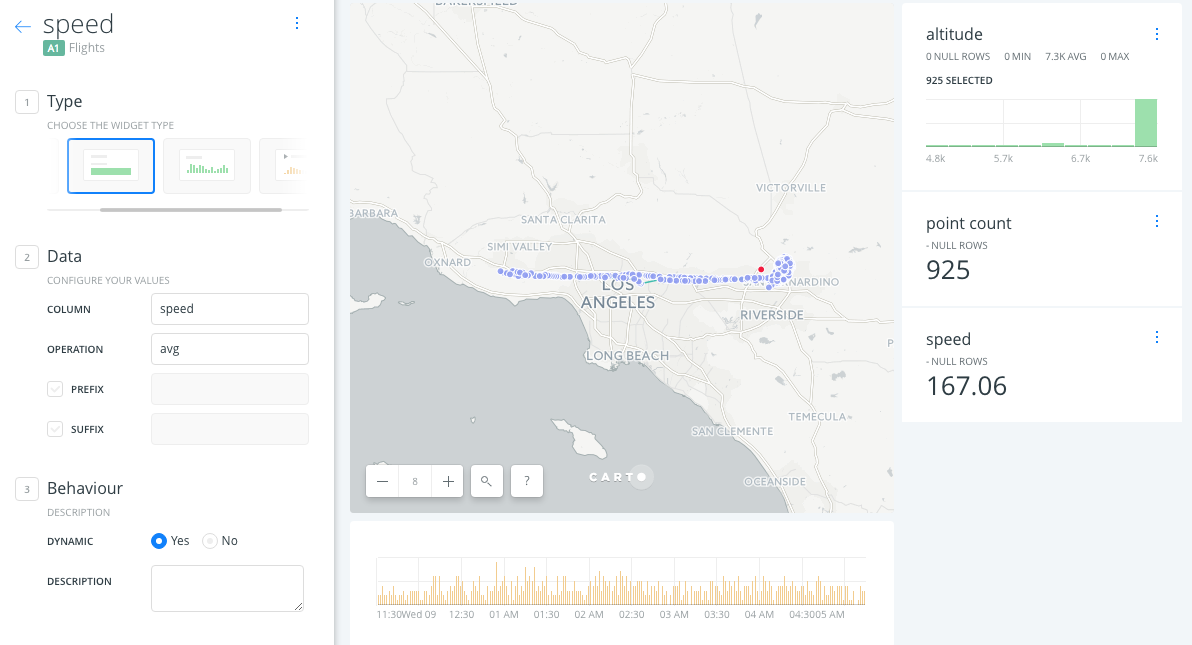 speed
A1 Flights
1 Type
CHOOSE THE WIDGET TYPE
2 Data
CONFIGURE YOUR VALUES
COLUMN speed
OPERATION avg
PREFIX
SUFFIX
3 Behaviour
DESCRIPTION
DYNAMIC Yes No
DESCRIPTION
BAKERSFIELD
VICTORVILLE
BARBARA
SANTA CLARITA
SIMI VALLEY
OXNARD
NARDINO
LOS
ANGELES
RIVERSIDE
P
LONG BEACH
TEMECULA
SAN CLEMENTE
OCEANSIDE
8
?
CARTO
11:30Wed 09 12:30 01 AM 01:30 02 AM 02:30 03 AM 03:30 04 AM 04:3005 AM
altitude
0 NULL ROWS 0 MIN 7.3K AVG 0 MAX
925 SELECTED
4.8k 5.7k 6.7k 7.6k
point count
- NULL ROWS
925
speed
- NULL ROWS
167.06